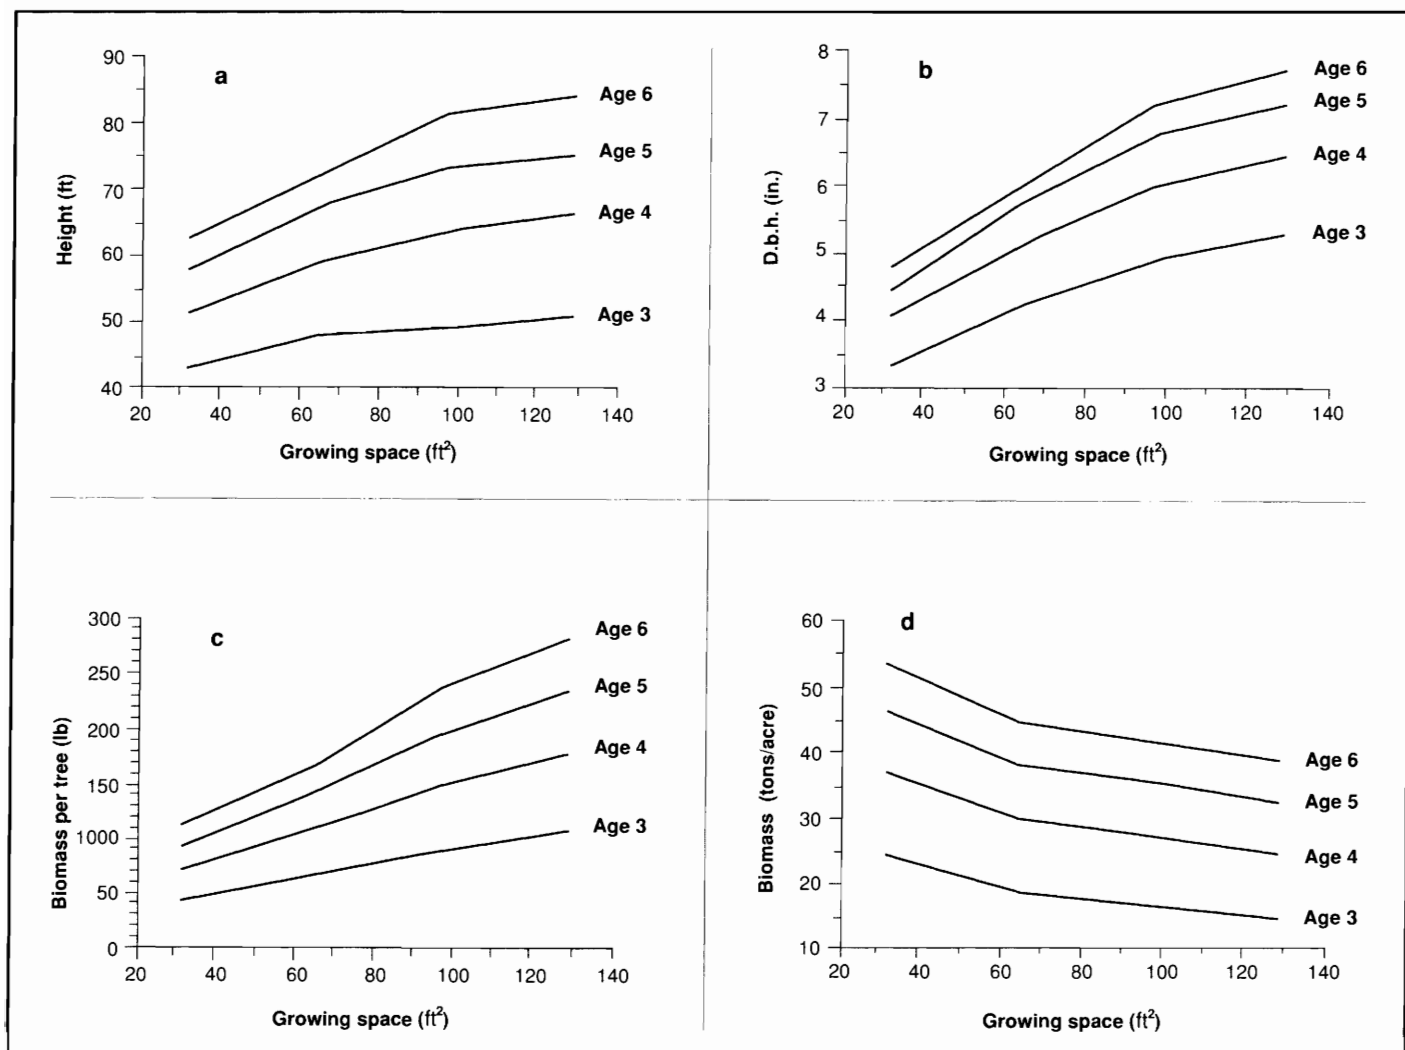 a
90
80
70
60
50
40
Height (ft)
20 40 60 80 100 120 140
Growing space (ft²)
Age 6
Age 5
Age 4
Age 3
b
8
7
6
5
4
3
D.b.h. (in.)
20 40 60 80 100 120 140
Growing space (ft²)
Age 6
Age 5
Age 4
Age 3
c
300
250
200
150
1000
50
0
Biomass per tree (lb)
20 40 60 80 100 120 140
Growing space (ft²)
Age 6
Age 5
Age 4
Age 3
d
60
50
40
30
20
10
Biomass (tons/acre)
20 40 60 80 100 120 140
Growing space (ft²)
Age 6
Age 5
Age 4
Age 3